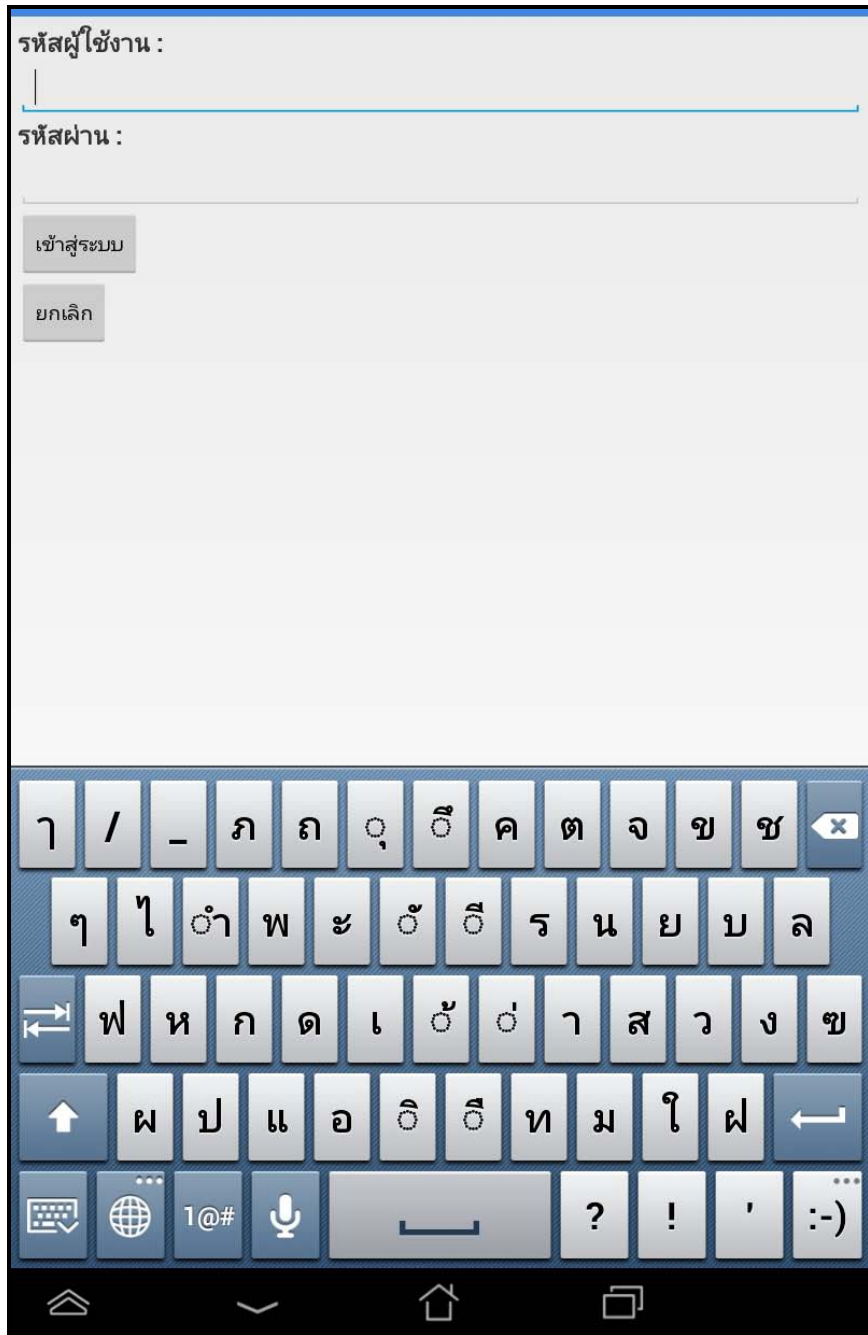 รหัสผู้ใช้งาน :
รหัสผ่าน :
เข้าสู่ระบบ
ยกเลิก
ๅ / _ ภ ถ ุ ึ ค ต จ ข ช
ๆ ไ ำ พ ะ ั ี ร น ย บ ล
ฟ ห ก ด เ ้ ่ า ส ว ง ฃ
ผ ป แ อ ิ ื ท ม ใ ฝ
1@# ? ! ' :-)